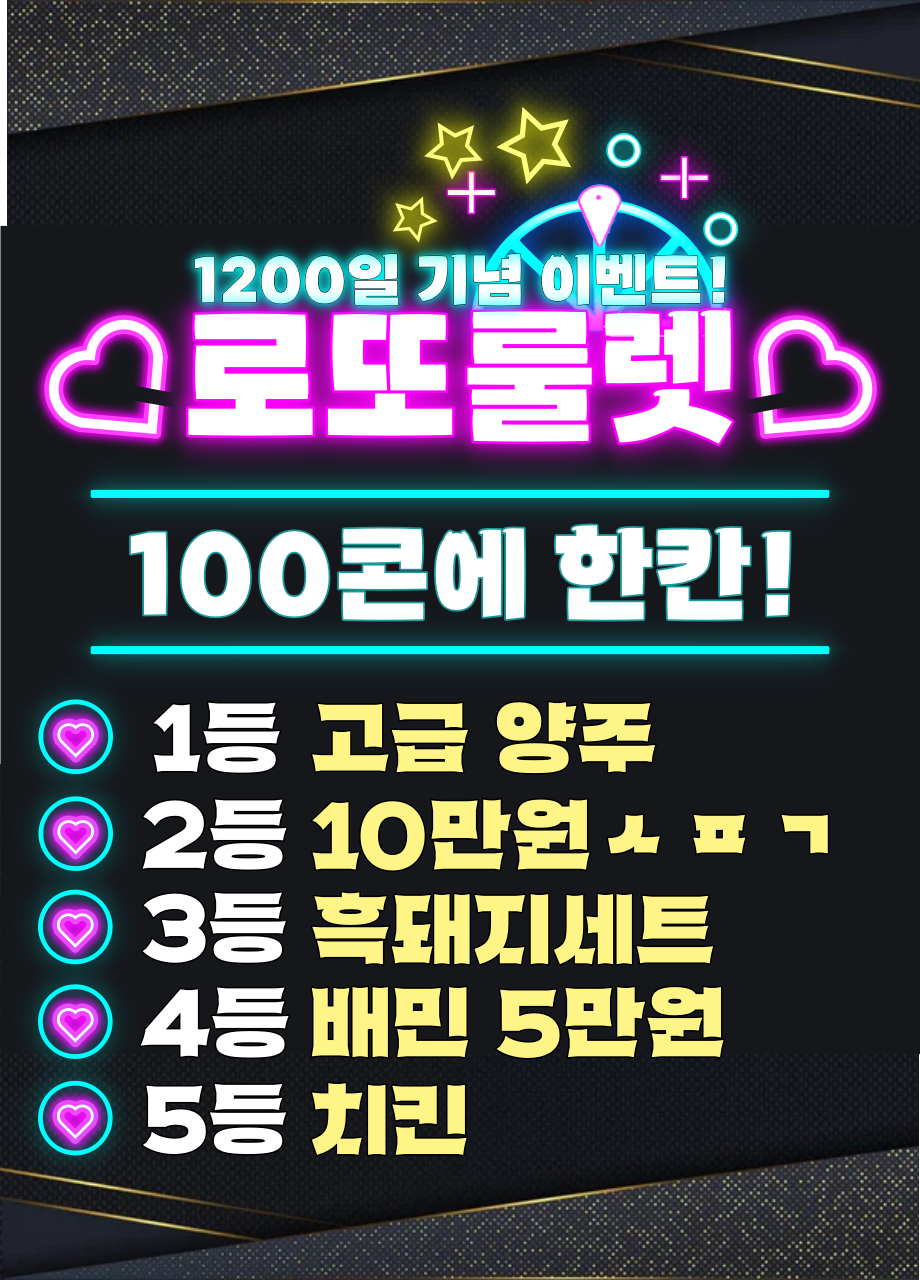 1200일 기념 이벤트!
로또룰렛
100콘에 한칸!
1등 고급 양주
2등 10만원 ㅅ ㅍ ㄱ
3등 흑돼지세트
4등 배민 5만원
5등 치킨